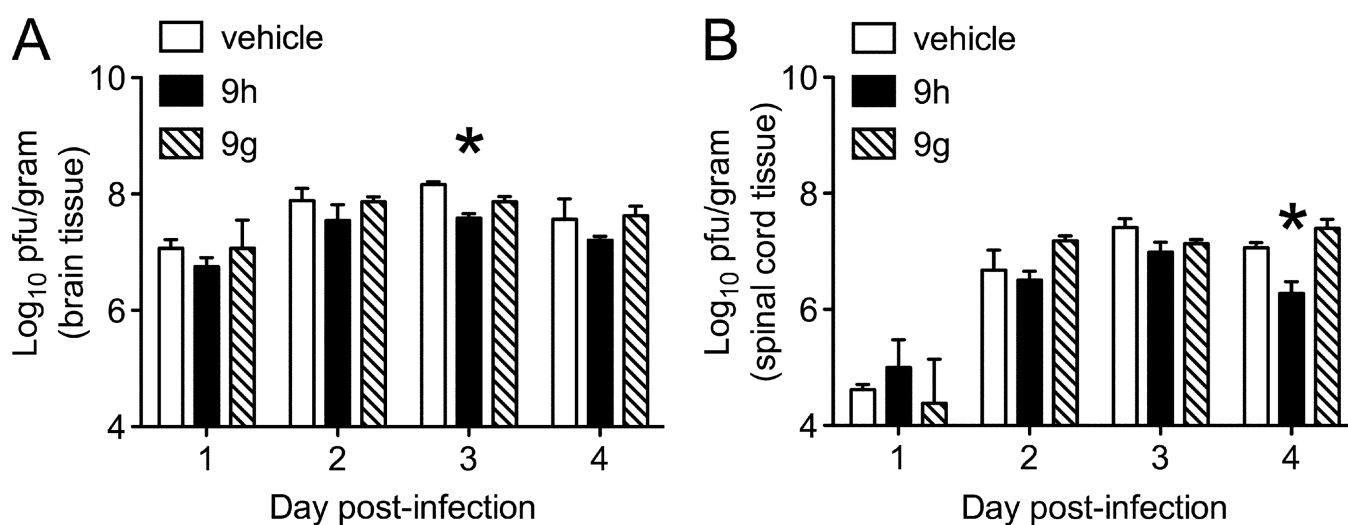 A
vehicle
9h
9g
Log10 pfu/gram
(brain tissue)
10
8
6
4
*
1 2 3 4
Day post-infection
B
vehicle
9h
9g
Log10 pfu/gram
(spinal cord tissue)
10
8
6
4
*
1 2 3 4
Day post-infection